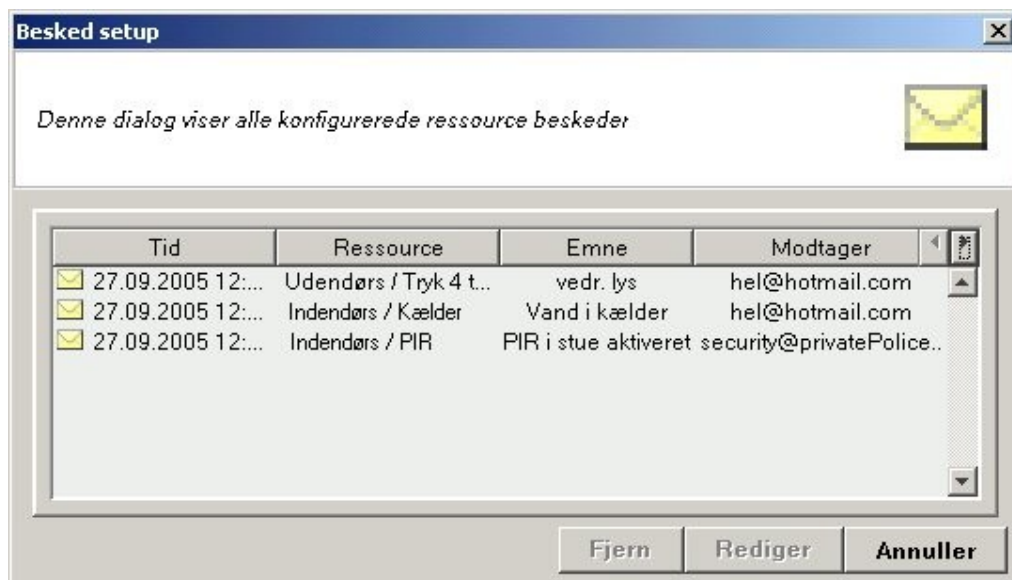 Besked setup
Denne dialog viser alle konfigurerede ressource beskeder
Tid Ressource Emne Modtager
27.09.2005 12:... Udendørs / Tryk 4 t... vedr. lys hel@hotmail.com
27.09.2005 12:... Indendørs / Kælder Vand i kælder hel@hotmail.com
27.09.2005 12:... Indendørs / PIR PIR i stue aktiveret security@privatePolice..
Fjern Rediger Annuller